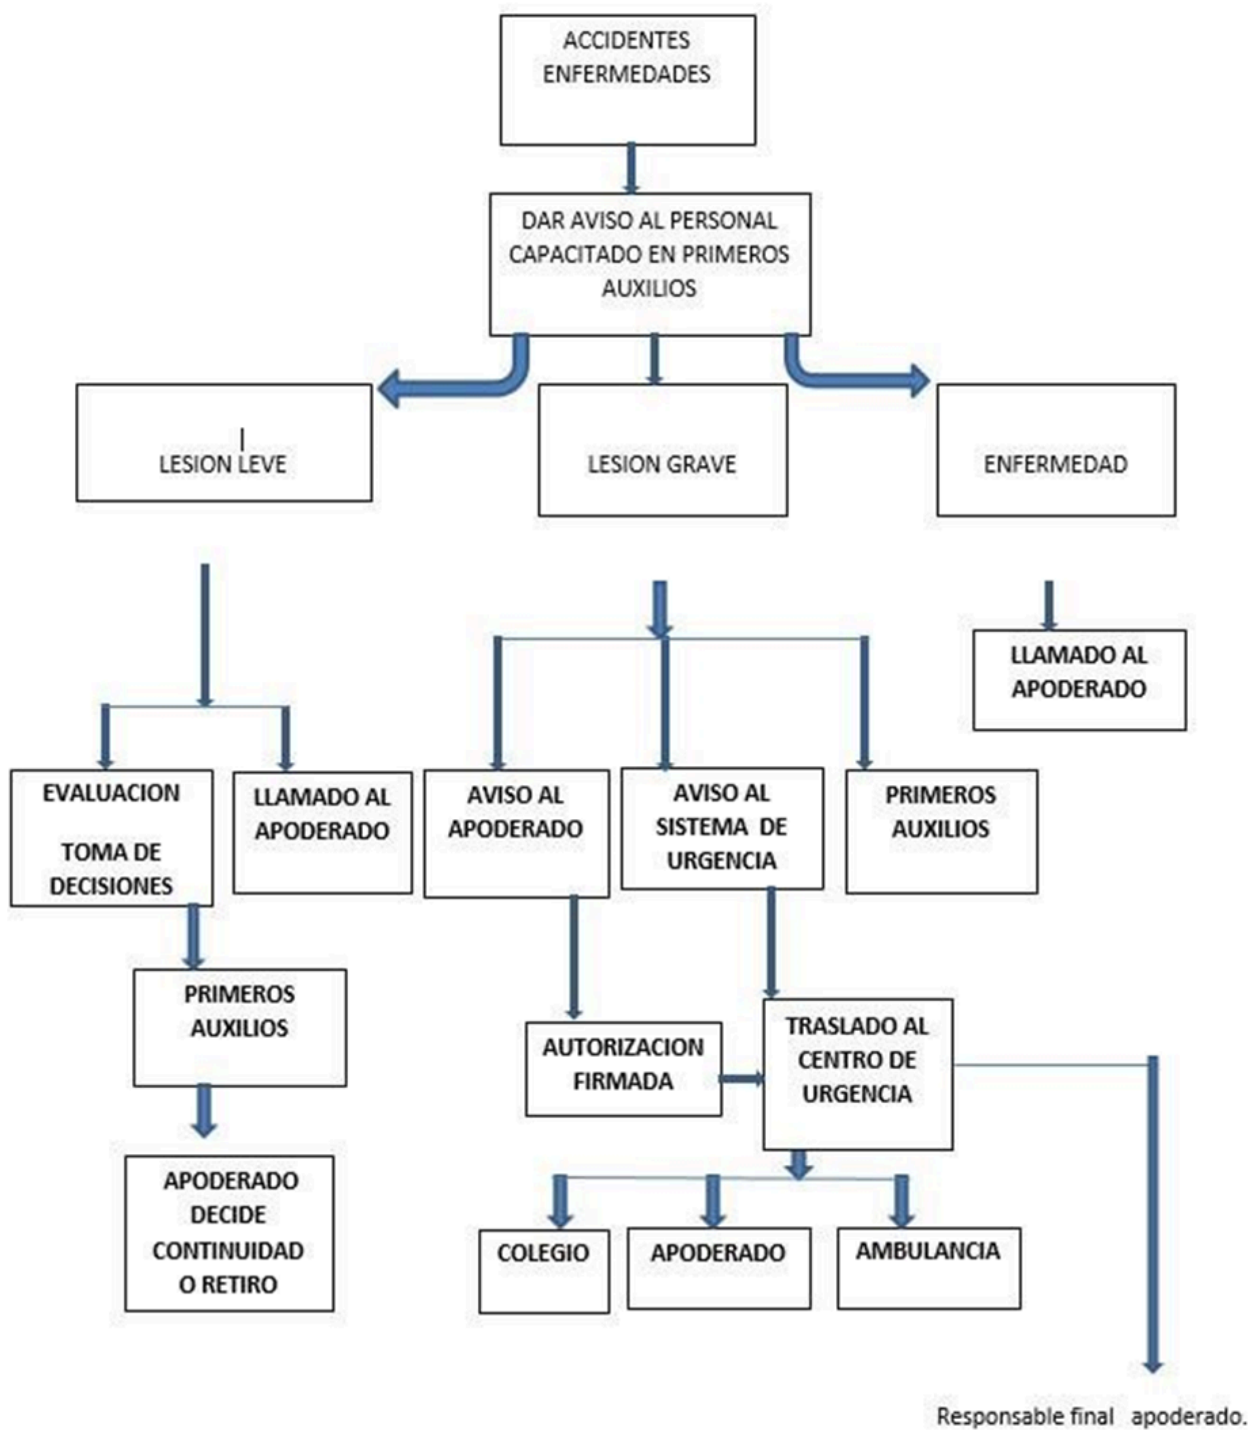 ACCIDENTES
ENFERMEDADES
DAR AVISO AL PERSONAL
CAPACITADO EN PRIMEROS
AUXILIOS
LESION LEVE
LESION GRAVE
ENFERMEDAD
LLAMADO AL
APODERADO
EVALUACION
TOMA DE
DECISIONES
LLAMADO AL
APODERADO
AVISO AL
APODERADO
AVISO AL
SISTEMA DE
URGENCIA
PRIMEROS
AUXILIOS
PRIMEROS
AUXILIOS
AUTORIZACION
FIRMADA
TRASLADO AL
CENTRO DE
URGENCIA
APODERADO
DECIDE
CONTINUIDAD
O RETIRO
COLEGIO
APODERADO
AMBULANCIA
Responsable final apoderado.